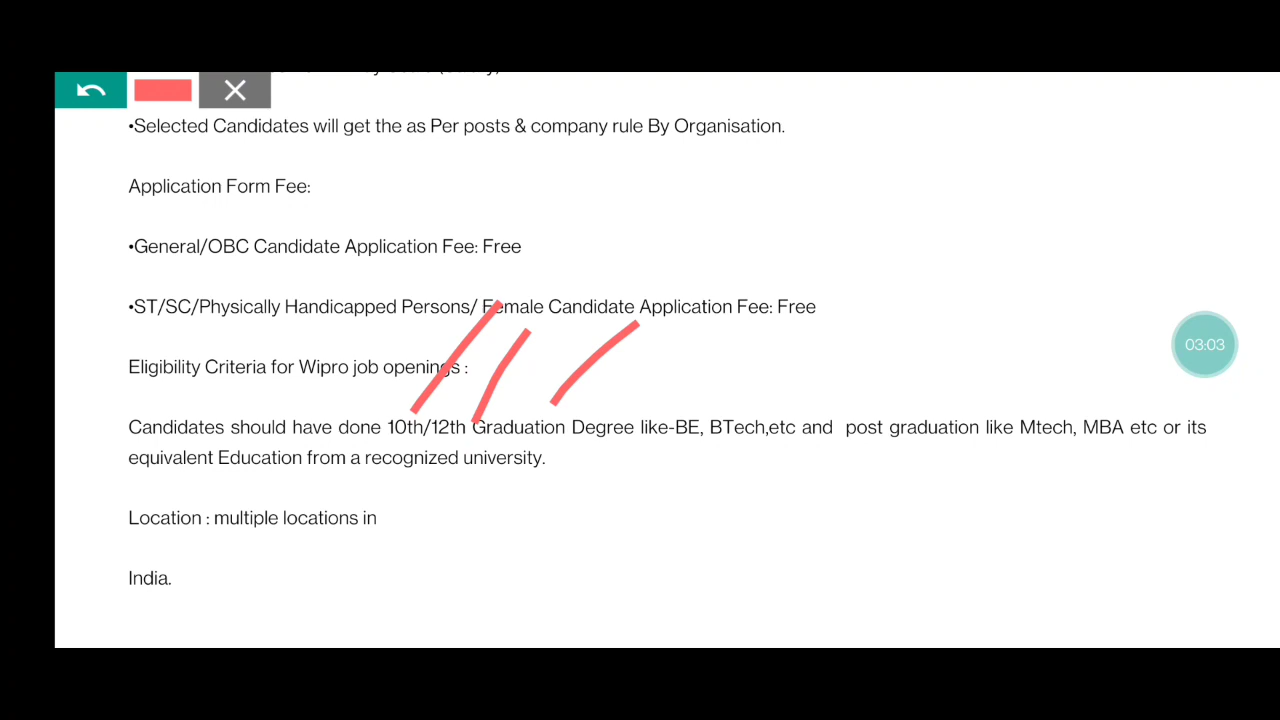 •Selected Candidates will get the as Per posts & company rule By Organisation.
Application Form Fee:
•General/OBC Candidate Application Fee: Free
•ST/SC/Physically Handicapped Persons/ Female Candidate Application Fee: Free
Eligibility Criteria for Wipro job openings :
03:03
Candidates should have done 10th/12th Graduation Degree like-BE, BTech,etc and post graduation like Mtech, MBA etc or its
equivalent Education from a recognized university.
Location : multiple locations in
India.